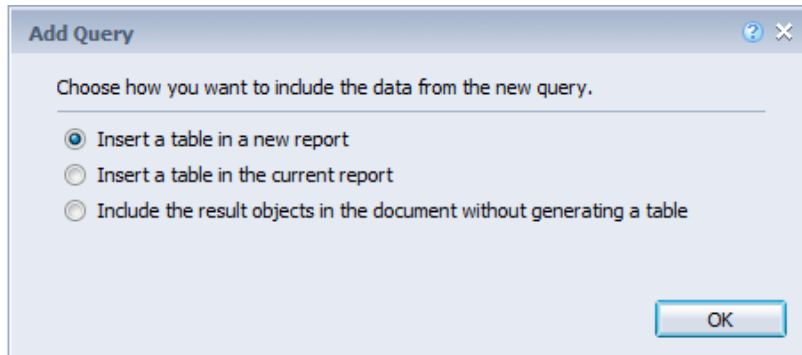 Add Query
?
Choose how you want to include the data from the new query.
Insert a table in a new report
Insert a table in the current report
Include the result objects in the document without generating a table
OK